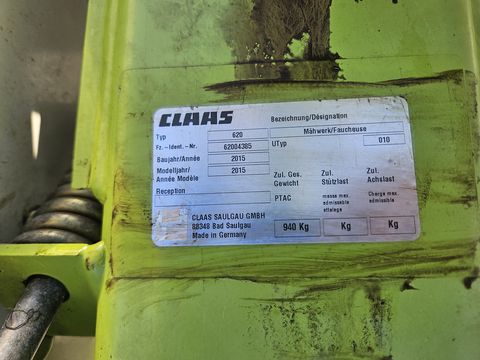 CLAAS
Bezeichnung/Désignation
Typ 620 Mähwerk/Faucheuse
Fz.-Ident.-Nr. 62004385 UTyp 010
Baujahr/Année 2015
Modelljahr/ 2015
Année Modèle
Reception
Zul. Ges. Zul. Zul.
Gewicht Stützlast Achslast
PTAC masse max Charge max.
admissible admissible
attelage
CLAAS SAULGAU GMBH
88348 Bad Saulgau 940 Kg Kg Kg
Made in Germany